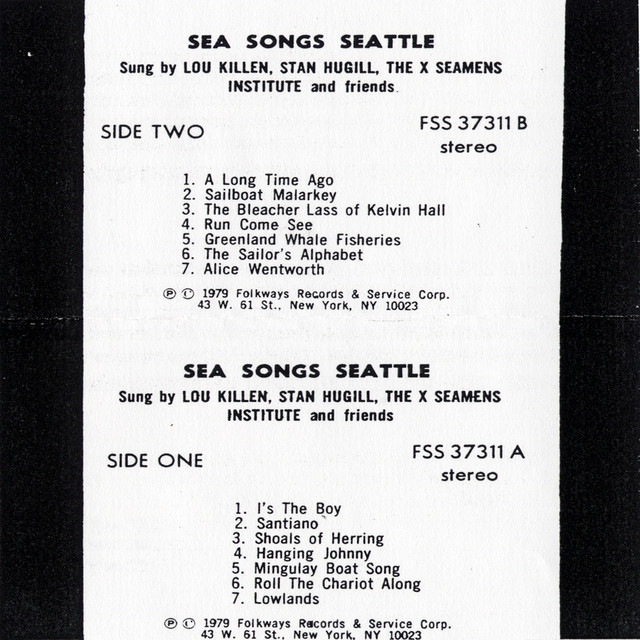 SEA SONGS SEATTLE
Sung by LOU KILLEN, STAN HUGILL, THE X SEAMENS
INSTITUTE and friends
SIDE TWO
FSS 37311 B
stereo
1. A Long Time Ago
2. Sailboat Malarkey
3. The Bleacher Lass of Kelvin Hall
4. Run Come See
5. Greenland Whale Fisheries
6. The Sailor's Alphabet
7. Alice Wentworth
℗ © 1979 Folkways Records & Service Corp.
43 W. 61 St., New York, NY 10023
SEA SONGS SEATTLE
Sung by LOU KILLEN, STAN HUGILL, THE X SEAMENS
INSTITUTE and friends
SIDE ONE
FSS 37311 A
stereo
1. I's The Boy
2. Santiano
3. Shoals of Herring
4. Hanging Johnny
5. Mingulay Boat Song
6. Roll The Chariot Along
7. Lowlands
℗ © 1979 Folkways Records & Service Corp.
43 W. 61 St., New York, NY 10023